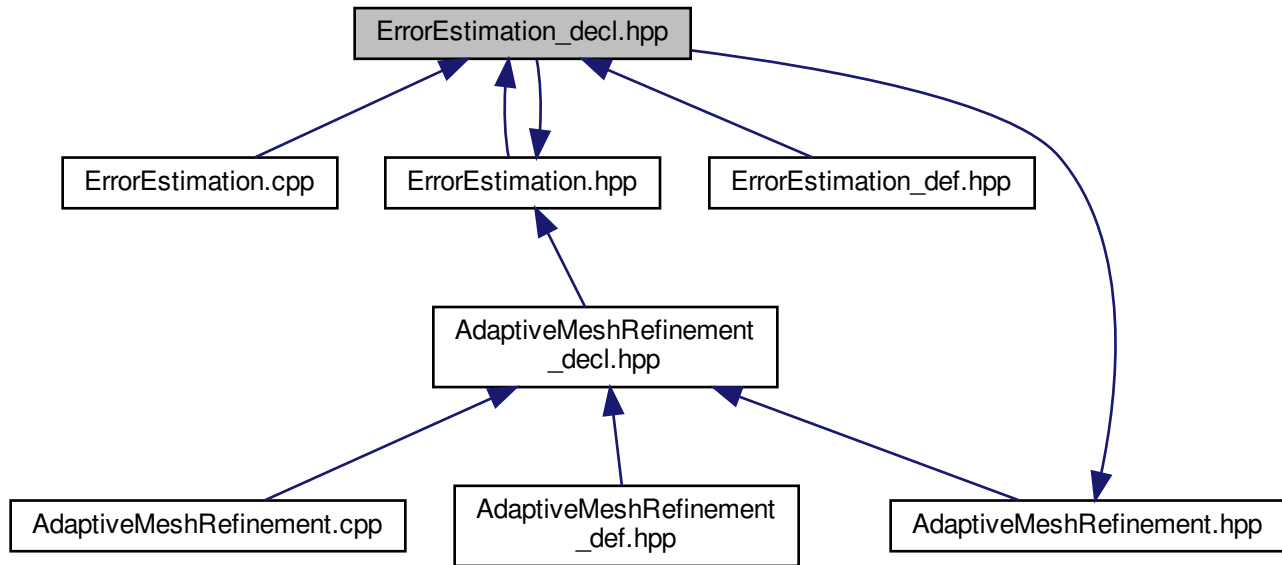 ErrorEstimation_decl.hpp
ErrorEstimation.cpp
ErrorEstimation.hpp
ErrorEstimation_def.hpp
AdaptiveMeshRefinement
_decl.hpp
AdaptiveMeshRefinement.cpp
AdaptiveMeshRefinement
_def.hpp
AdaptiveMeshRefinement.hpp